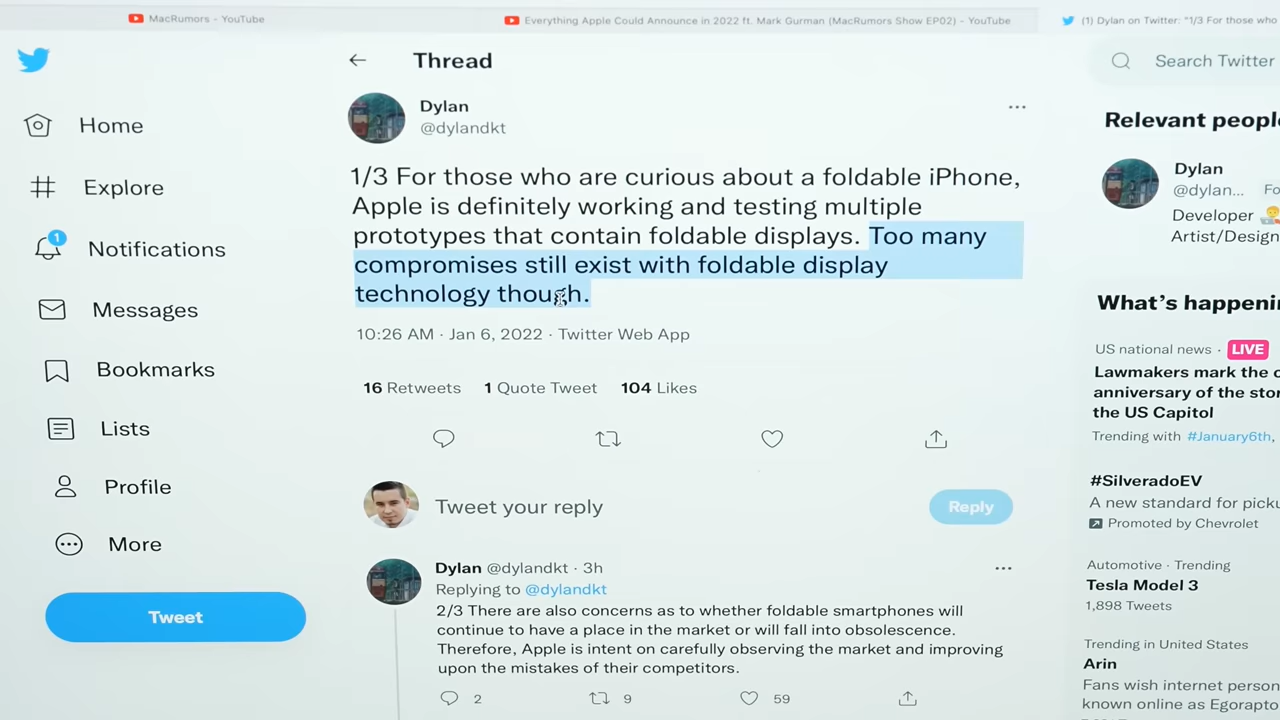 MacRumors - YouTube
Everything Apple Could Announce in 2022 ft. Mark Gurman (MacRumors Show EP02) - YouTube
(1) Dylan on Twitter: "1/3 For those who
Home
Explore
1
Notifications
Messages
Bookmarks
Lists
Profile
More
Tweet
Thread
Dylan
@dylandkt
1/3 For those who are curious about a foldable iPhone,
Apple is definitely working and testing multiple
prototypes that contain foldable displays. Too many
compromises still exist with foldable display
technology though.
10:26 AM · Jan 6, 2022 · Twitter Web App
16 Retweets 1 Quote Tweet 104 Likes
Tweet your reply
Reply
Dylan @dylandkt · 3h
Replying to @dylandkt
2/3 There are also concerns as to whether foldable smartphones will
continue to have a place in the market or will fall into obsolescence.
Therefore, Apple is intent on carefully observing the market and improving
upon the mistakes of their competitors.
2 9 59
Search Twitter
Relevant people
Dylan
@dylan... Fo
Developer
Artist/Design
What's happenin
US national news · LIVE
Lawmakers mark the o
anniversary of the stor
the US Capitol
Trending with #January6th,
#SilveradoEV
A new standard for picku
Promoted by Chevrolet
Automotive · Trending
Tesla Model 3
1,898 Tweets
Trending in United States
Arin
Fans wish internet person
known online as Egorapto